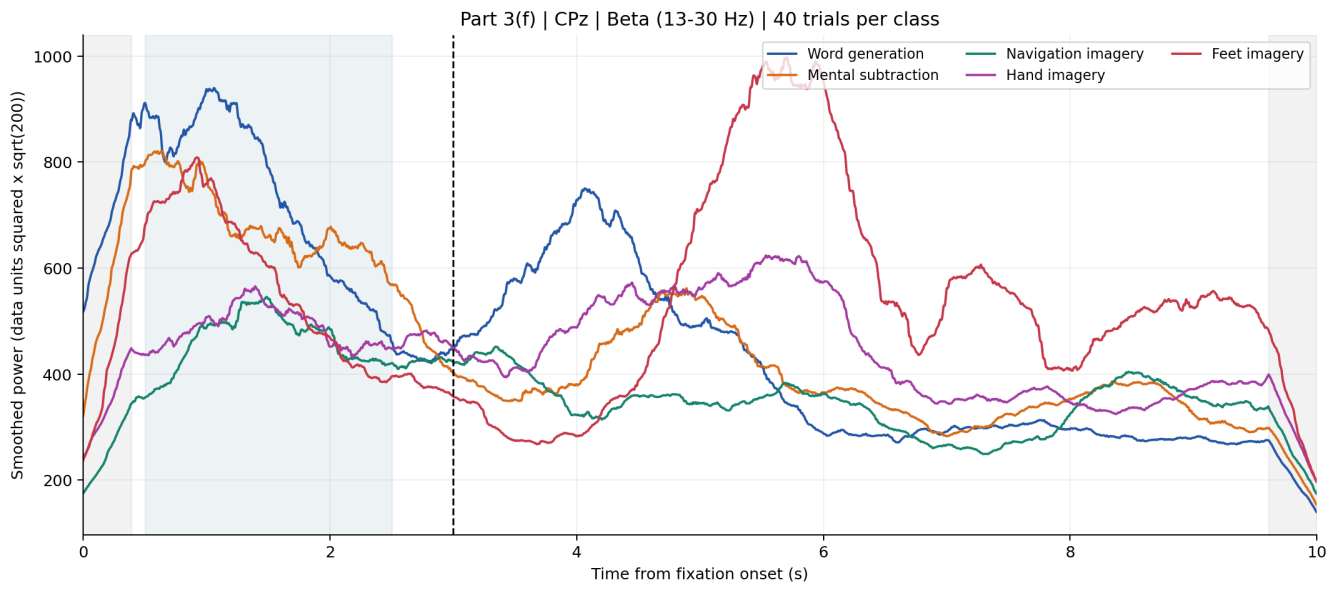 Part 3(f) | CPz | Beta (13-30 Hz) | 40 trials per class
Smoothed power (data units squared x sqrt(200))
1000
800
600
400
200
Word generation
Mental subtraction
Navigation imagery
Hand imagery
Feet imagery
0 2 4 6 8 10
Time from fixation onset (s)